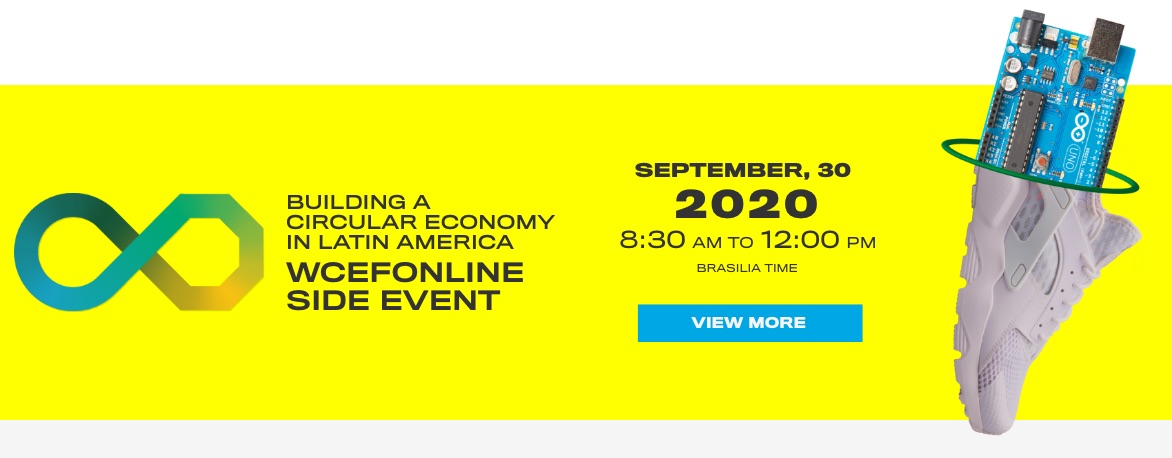 BUILDING A
CIRCULAR ECONOMY
IN LATIN AMERICA
WCEFONLINE
SIDE EVENT
SEPTEMBER, 30
2020
8:30 AM TO 12:00 PM
BRASILIA TIME
VIEW MORE
UNO